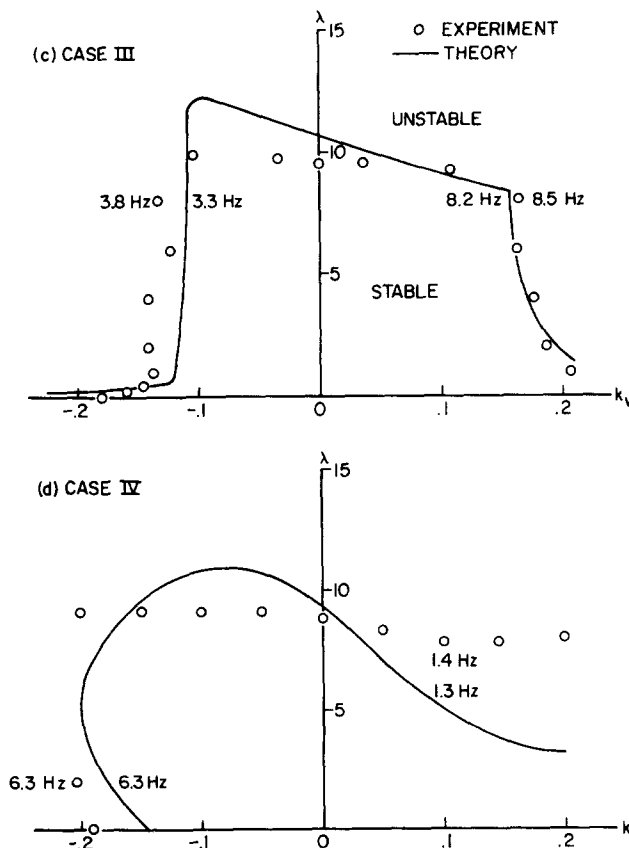 λ
15
○ EXPERIMENT
— THEORY
(c) CASE III
UNSTABLE
10
3.8 Hz
3.3 Hz
8.2 Hz
8.5 Hz
5
STABLE
-.2
-.1
0
.1
.2
k_v
λ
15
(d) CASE IV
10
1.4 Hz
1.3 Hz
5
6.3 Hz
6.3 Hz
-.2
-.1
0
.1
.2